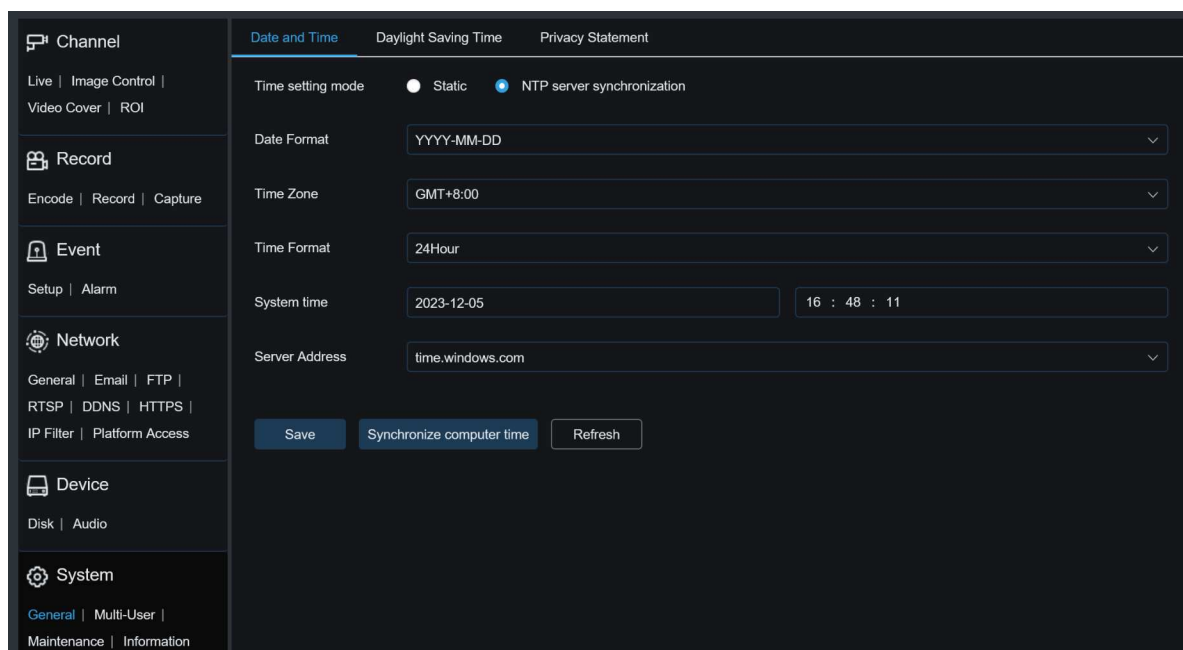 Channel
Live | Image Control |
Video Cover | ROI
Record
Encode | Record | Capture
Event
Setup | Alarm
Network
General | Email | FTP |
RTSP | DDNS | HTTPS |
IP Filter | Platform Access
Device
Disk | Audio
System
General | Multi-User |
Maintenance | Information
Date and Time Daylight Saving Time Privacy Statement
Time setting mode Static NTP server synchronization
Date Format YYYY-MM-DD
Time Zone GMT+8:00
Time Format 24Hour
System time 2023-12-05 16 : 48 : 11
Server Address time.windows.com
Save Synchronize computer time Refresh